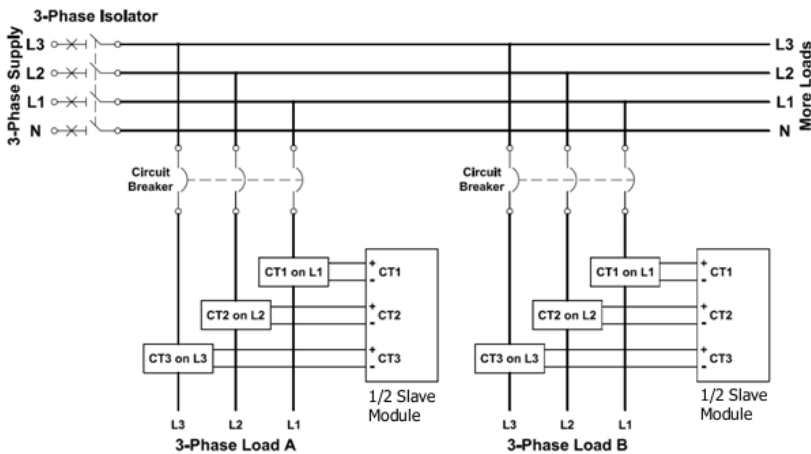 3-Phase Isolator
3-Phase Supply
L3
L2
L1
N
L3
L2
L1
N
More Loads
Circuit
Breaker
Circuit
Breaker
CT1 on L1
+
-
CT1
CT2 on L2
+
-
CT2
CT3 on L3
+
-
CT3
1/2 Slave
Module
L3 L2 L1
3-Phase Load A
CT1 on L1
+
-
CT1
CT2 on L2
+
-
CT2
CT3 on L3
+
-
CT3
1/2 Slave
Module
L3 L2 L1
3-Phase Load B